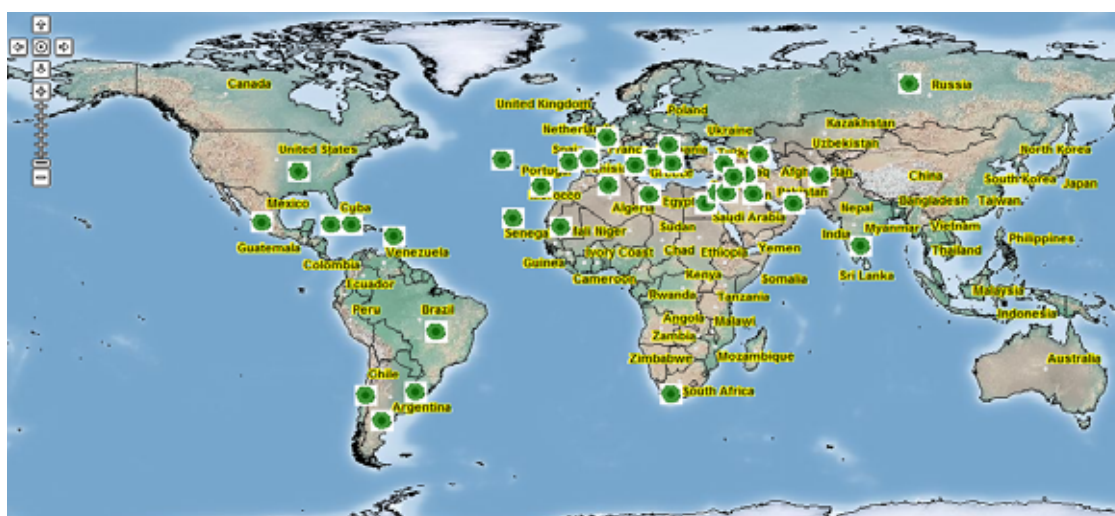 Canada
Russia
United Kingdom
Poland
Kazakhstan
Ukraine
Uzbekistan
United States
North Korea
China
South Korea
Japan
Portugal
Greece
Pakistan
Mexico
Cuba
Algeria
Egypt
Saudi Arabia
Nepal
Bangladesh
Taiwan
Guatemala
Venezuela
Senegal
Mali Niger
Sudan
India
Myanmar
Vietnam
Philippines
Colombia
Guinea
Ivory Coast
Chad
Ethiopia
Yemen
Thailand
Ecuador
Cameroon
Kenya
Somalia
Sri Lanka
Peru
Brazil
Rwanda
Tanzania
Malaysia
Indonesia
Angola
Malawi
Zambia
Zimbabwe
Mozambique
Australia
Chile
Argentina
South Africa